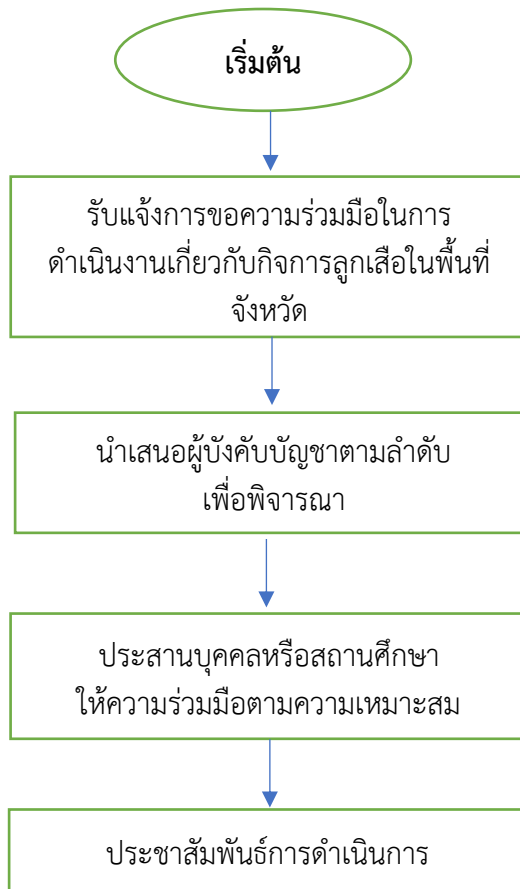 เริ่มต้น
รับแจ้งการขอความร่วมมือในการ
ดำเนินงานเกี่ยวกับกิจการลูกเสือในพื้นที่
จังหวัด
นำเสนอผู้บังคับบัญชาตามลำดับ
เพื่อพิจารณา
ประสานบุคคลหรือสถานศึกษา
ให้ความร่วมมือตามความเหมาะสม
ประชาสัมพันธ์การดำเนินการ